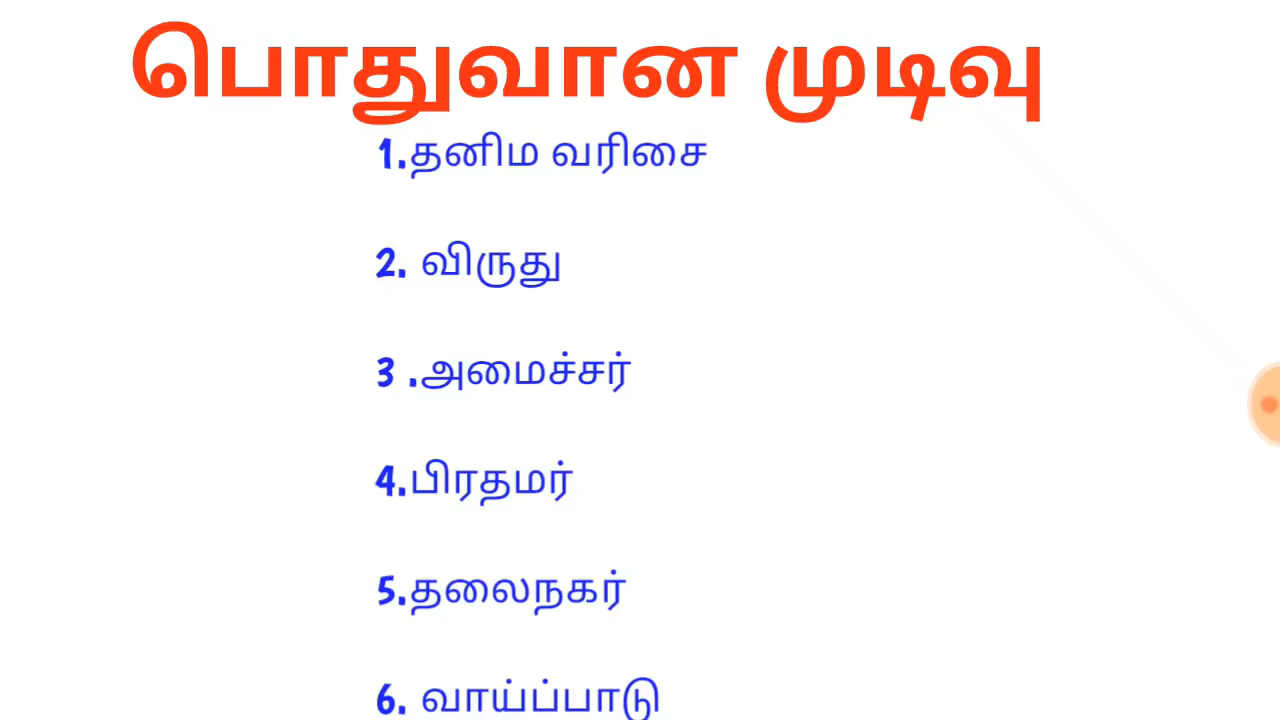 பொதுவான முடிவு
1.தனிம வரிசை
2. விருது
3 .அமைச்சர்
4.பிரதமர்
5.தலைநகர்
6. வாய்ப்பாடு